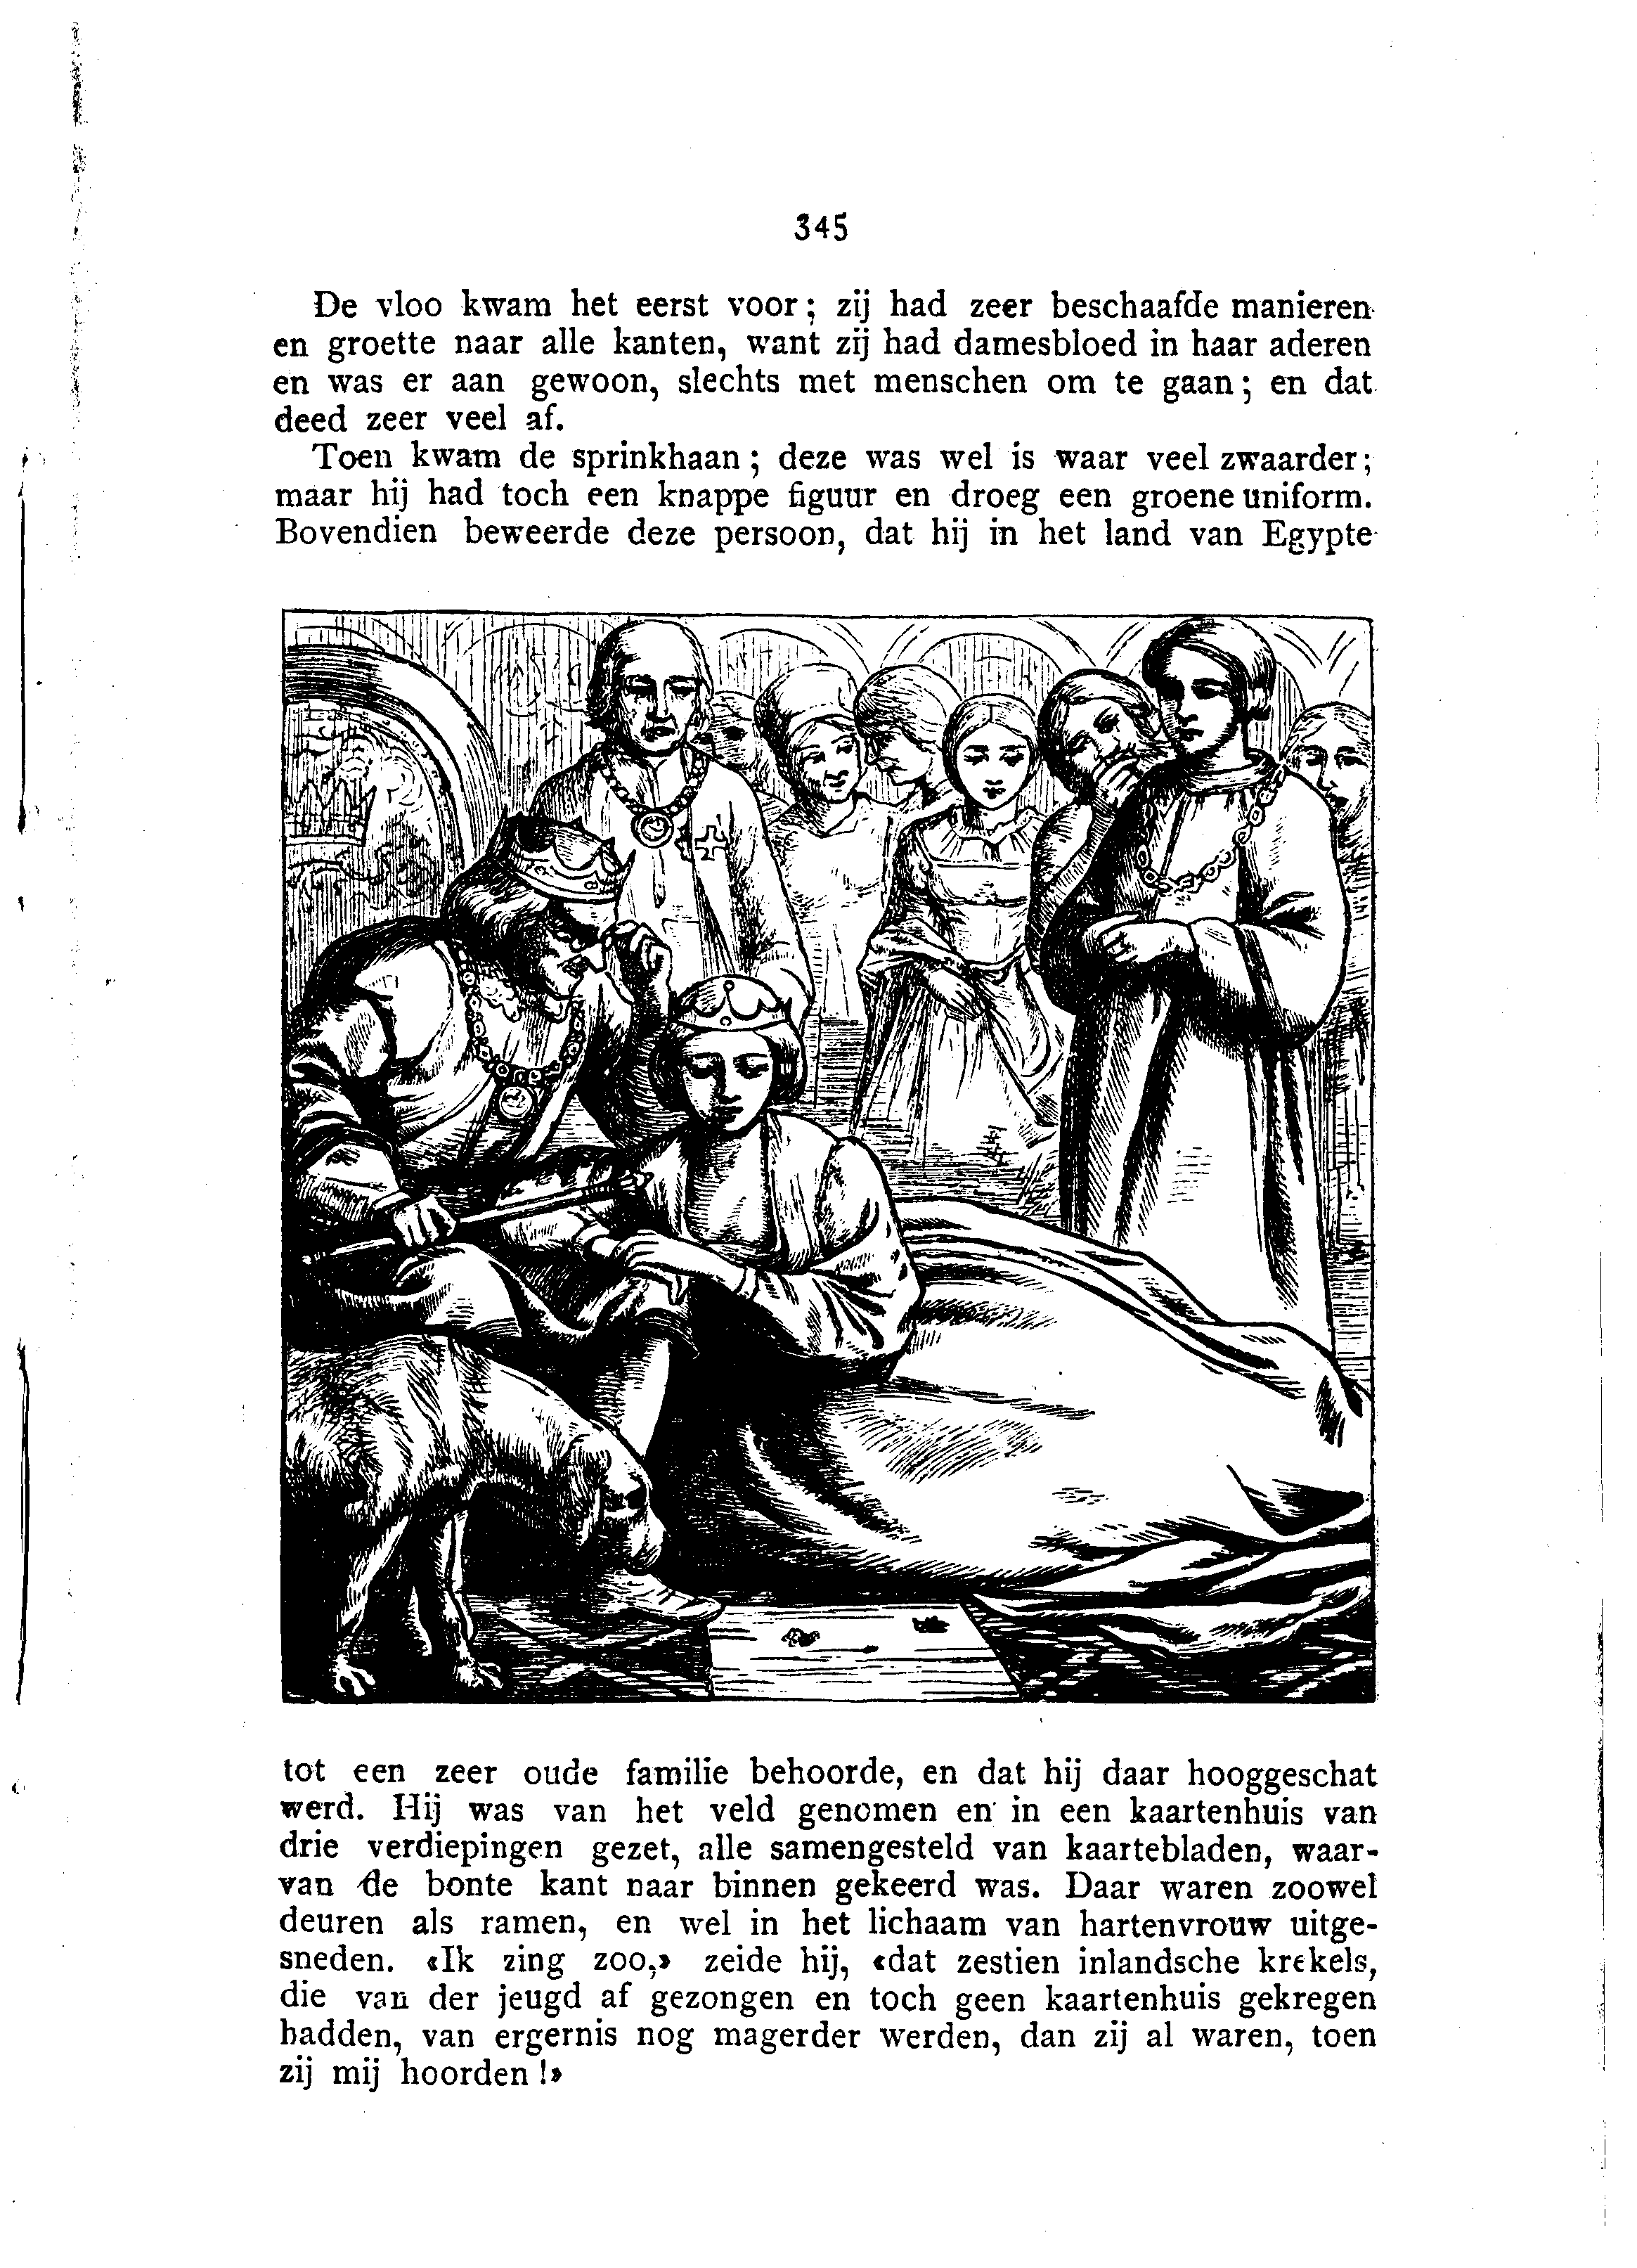 345
De vloo kwam het eerst voor; zij had zeer beschaafde manieren
en groette naar alle kanten, want zij had damesbloed in haar aderen
en was er aan gewoon, slechts met menschen om te gaan; en dat
deed zeer veel af.
Toen kwam de sprinkhaan; deze was wel is waar veel zwaarder;
maar hij had toch een knappe figuur en droeg een groene uniform.
Bovendien beweerde deze persoon, dat hij in het land van Egypte
tot een zeer oude familie behoorde, en dat hij daar hooggeschat
werd. Hij was van het veld genomen en in een kaartenhuis van
drie verdiepingen gezet, alle samengesteld van kaartebladen, waar-
van de bonte kant naar binnen gekeerd was. Daar waren zoowel
deuren als ramen, en wel in het lichaam van hartenvrouw uitge-
sneden. «Ik zing zoo,» zeide hij, «dat zestien inlandsche krekels,
die van der jeugd af gezongen en toch geen kaartenhuis gekregen
hadden, van ergernis nog magerder werden, dan zij al waren, toen
zij mij hoorden!»